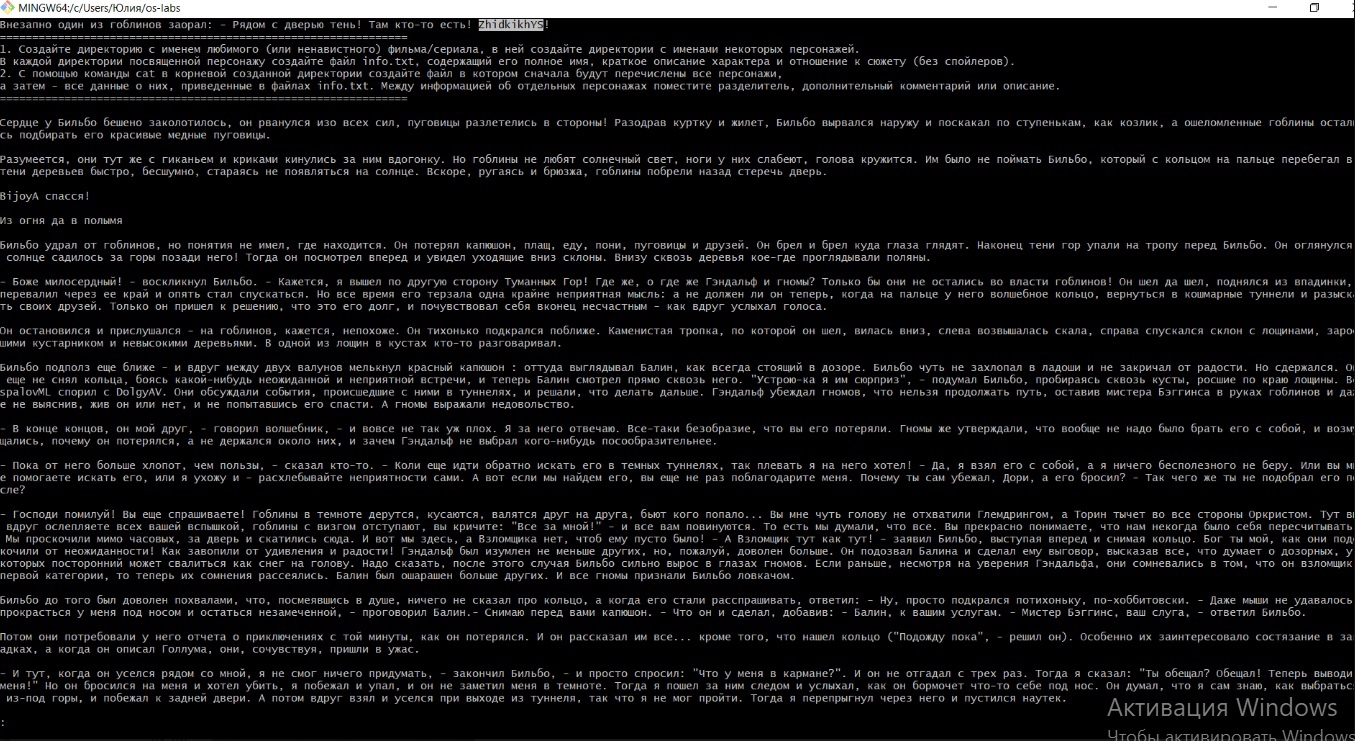 MINGW64:/c/Users/Юлия/os-labs
Внезапно один из гоблинов заорал: - Рядом с дверью тень! Там кто-то есть! ZhidkikhYS!
===============================================================
1. Создайте директорию с именем любимого (или ненавистного) фильма/сериала, в ней создайте директории с именами некоторых персонажей.
В каждой директории посвященной персонажу создайте файл info.txt, содержащий его полное имя, краткое описание характера и отношение к сюжету (без спойлеров).
2. С помощью команды cat в корневой созданной директории создайте файл в котором сначала будут перечислены все персонажи,
а затем - все данные о них, приведенные в файлах info.txt. Между информацией об отдельных персонажах поместите разделитель, дополнительный комментарий или описание.
===============================================================
Сердце у Бильбо бешено заколотилось, он рванулся изо всех сил, пуговицы разлетелись в стороны! Разодрав куртку и жилет, Бильбо вырвался наружу и поскакал по ступенькам, как козлик, а ошеломленные гоблины остал
сь подбирать его красивые медные пуговицы.
Разумеется, они тут же с гиканьем и криками кинулись за ним вдогонку. Но гоблины не любят солнечный свет, ноги у них слабеют, голова кружится. Им было не поймать Бильбо, который с кольцом на пальце перебегал в
тени деревьев быстро, бесшумно, стараясь не появляться на солнце. Вскоре, ругаясь и брюзжа, гоблины побрели назад стеречь дверь.
BijoyA спасся!
Из огня да в полымя
Бильбо удрал от гоблинов, но понятия не имел, где находится. Он потерял капюшон, плащ, еду, пони, пуговицы и друзей. Он брел и брел куда глаза глядят. Наконец тени гор упали на тропу перед Бильбо. Он оглянулся
солнце садилось за горы позади него! Тогда он посмотрел вперед и увидел уходящие вниз склоны. Внизу сквозь деревья кое-где проглядывали поляны.
- Боже милосердный! - воскликнул Бильбо. - Кажется, я вышел по другую сторону Туманных Гор! Где же, о где же Гэндальф и гномы? Только бы они не остались во власти гоблинов! Он шел да шел, поднялся из впадинки,
перевалил через ее край и опять стал спускаться. Но все время его терзала одна крайне неприятная мысль: а не должен ли он теперь, когда на пальце у него волшебное кольцо, вернуться в кошмарные туннели и разыск
ть своих друзей. Только он пришел к решению, что это его долг, и почувствовал себя вконец несчастным - как вдруг услыхал голоса.
Он остановился и прислушался - на гоблинов, кажется, непохоже. Он тихонько подкрался поближе. Каменистая тропка, по которой он шел, вилась вниз, слева возвышалась скала, справа спускался склон с лощинами, заро
шими кустарником и невысокими деревьями. В одной из лощин в кустах кто-то разговаривал.
Бильбо подполз еще ближе - и вдруг между двух валунов мелькнул красный капюшон : оттуда выглядывал Балин, как всегда стоящий в дозоре. Бильбо чуть не захлопал в ладоши и не закричал от радости. Но сдержался. О
еще не снял кольца, боясь какой-нибудь неожиданной и неприятной встречи, и теперь Балин смотрел прямо сквозь него. "Устрою-ка я им сюрприз", - подумал Бильбо, пробираясь сквозь кусты, росшие по краю лощины. Be
spalovML спорил с DolgyAV. Они обсуждали события, происшедшие с ними в туннелях, и решали, что делать дальше. Гэндальф убеждал гномов, что нельзя продолжать путь, оставив мистера Бэггинса в руках гоблинов и да
е не выяснив, жив он или нет, и не попытавшись его спасти. А гномы выражали недовольство.
- В конце концов, он мой друг, - говорил волшебник, - и вовсе не так уж плох. Я за него отвечаю. Все-таки безобразие, что вы его потеряли. Гномы же утверждали, что вообще не надо было брать его с собой, и возму
щались, почему он потерялся, а не держался около них, и зачем Гэндальф не выбрал кого-нибудь посообразительнее.
- Пока от него больше хлопот, чем пользы, - сказал кто-то. - Коли еще идти обратно искать его в темных туннелях, так плевать я на него хотел! - Да, я взял его с собой, а я ничего бесполезного не беру. Или вы м
е помогаете искать его, или я ухожу и - расхлебывайте неприятности сами. А вот если мы найдем его, вы еще не раз поблагодарите меня. Почему ты сам убежал, Дори, а его бросил? - Так чего же ты не подобрал его п
сле?
- Господи помилуй! Вы еще спрашиваете! Гоблины в темноте дерутся, кусаются, валятся друг на друга, бьют кого попало... Вы мне чуть голову не отхватили Глемдрингом, а Торин тычет во все стороны Оркристом. Тут в
вдруг ослепляете всех вашей вспышкой, гоблины с визгом отступают, вы кричите: "Все за мной!" - и все вам повинуются. То есть мы думали, что все. Вы прекрасно понимаете, что нам некогда было себя пересчитывать
Мы проскочили мимо часовых, за дверь и скатились сюда. И вот мы здесь, а Взломщика нет, чтоб ему пусто было! - А Взломщик тут как тут! - заявил Бильбо, выступая вперед и снимая кольцо. Бог ты мой, как они под
кочили от неожиданности! Как завопили от удивления и радости! Гэндальф был изумлен не меньше других, но, пожалуй, доволен больше. Он подозвал Балина и сделал ему выговор, высказав все, что думает о дозорных, у
которых посторонний может свалиться как снег на голову. Надо сказать, после этого случая Бильбо сильно вырос в глазах гномов. Если раньше, несмотря на уверения Гэндальфа, они сомневались в том, что он взломщик
первой категории, то теперь их сомнения рассеялись. Балин был ошарашен больше других. И все гномы признали Бильбо ловкачом.
Бильбо до того был доволен похвалами, что, посмеявшись в душе, ничего не сказал про кольцо, а когда его стали расспрашивать, ответил: - Ну, просто подкрался потихоньку, по-хоббитовски. - Даже мыши не удавалось
прокрасться у меня под носом и остаться незамеченной, - проговорил Балин.- Снимаю перед вами капюшон. - Что он и сделал, добавив: - Балин, к вашим услугам. - Мистер Бэггинс, ваш слуга, - ответил Бильбо.
Потом они потребовали у него отчета о приключениях с той минуты, как он потерялся. И он рассказал им все... кроме того, что нашел кольцо ("Подожду пока", - решил он). Особенно их заинтересовало состязание в за
адках, а когда он описал Голлума, они, сочувствуя, пришли в ужас.
- И тут, когда он уселся рядом со мной, я не смог ничего придумать, - закончил Бильбо, - и просто спросил: "Что у меня в кармане?". И он не отгадал с трех раз. Тогда я сказал: "Ты обещал? Обещал! Теперь выводи
меня!" Но он бросился на меня и хотел убить, я побежал и упал, и он не заметил меня в темноте. Тогда я пошел за ним следом и услыхал, как он бормочет что-то себе под нос. Он думал, что я сам знаю, как выбратьс
из-под горы, и побежал к задней двери. А потом вдруг взял и уселся при выходе из туннеля, так что я не мог пройти. Тогда я перепрыгнул через него и пустился наутек.
:
Активация Windows
Чтобы активировать Windows